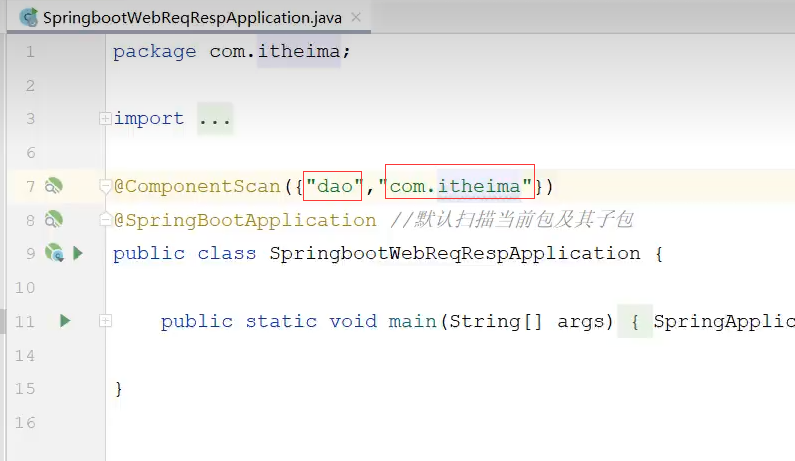 SpringbootWebReqRespApplication.java
1 package com.itheima;
2
3 import ...
6
7 @ComponentScan({"dao","com.itheima"})
8 @SpringBootApplication //默认扫描当前包及其子包
9 public class SpringbootWebReqRespApplication {
10
11 public static void main(String[] args) { SpringApplic
14
15 }
16